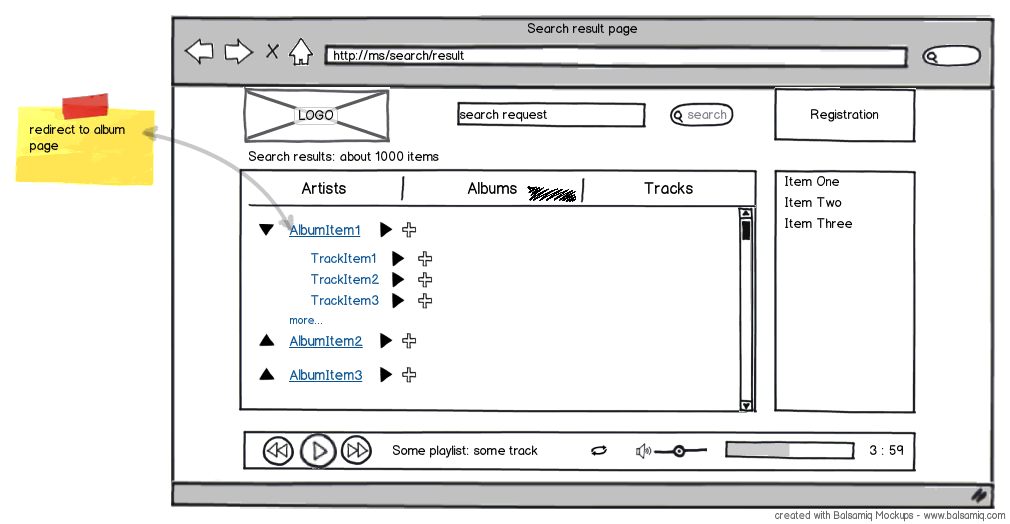 Search result page
http://ms/search/result
redirect to album
page
LOGO
search request
search
Registration
Search results: about 1000 items
Artists
Albums
Tracks
AlbumItem1
TrackItem1
TrackItem2
TrackItem3
more...
AlbumItem2
AlbumItem3
Item One
Item Two
Item Three
Some playlist: some track
3 : 59
created with Balsamiq Mockups - www.balsamiq.com